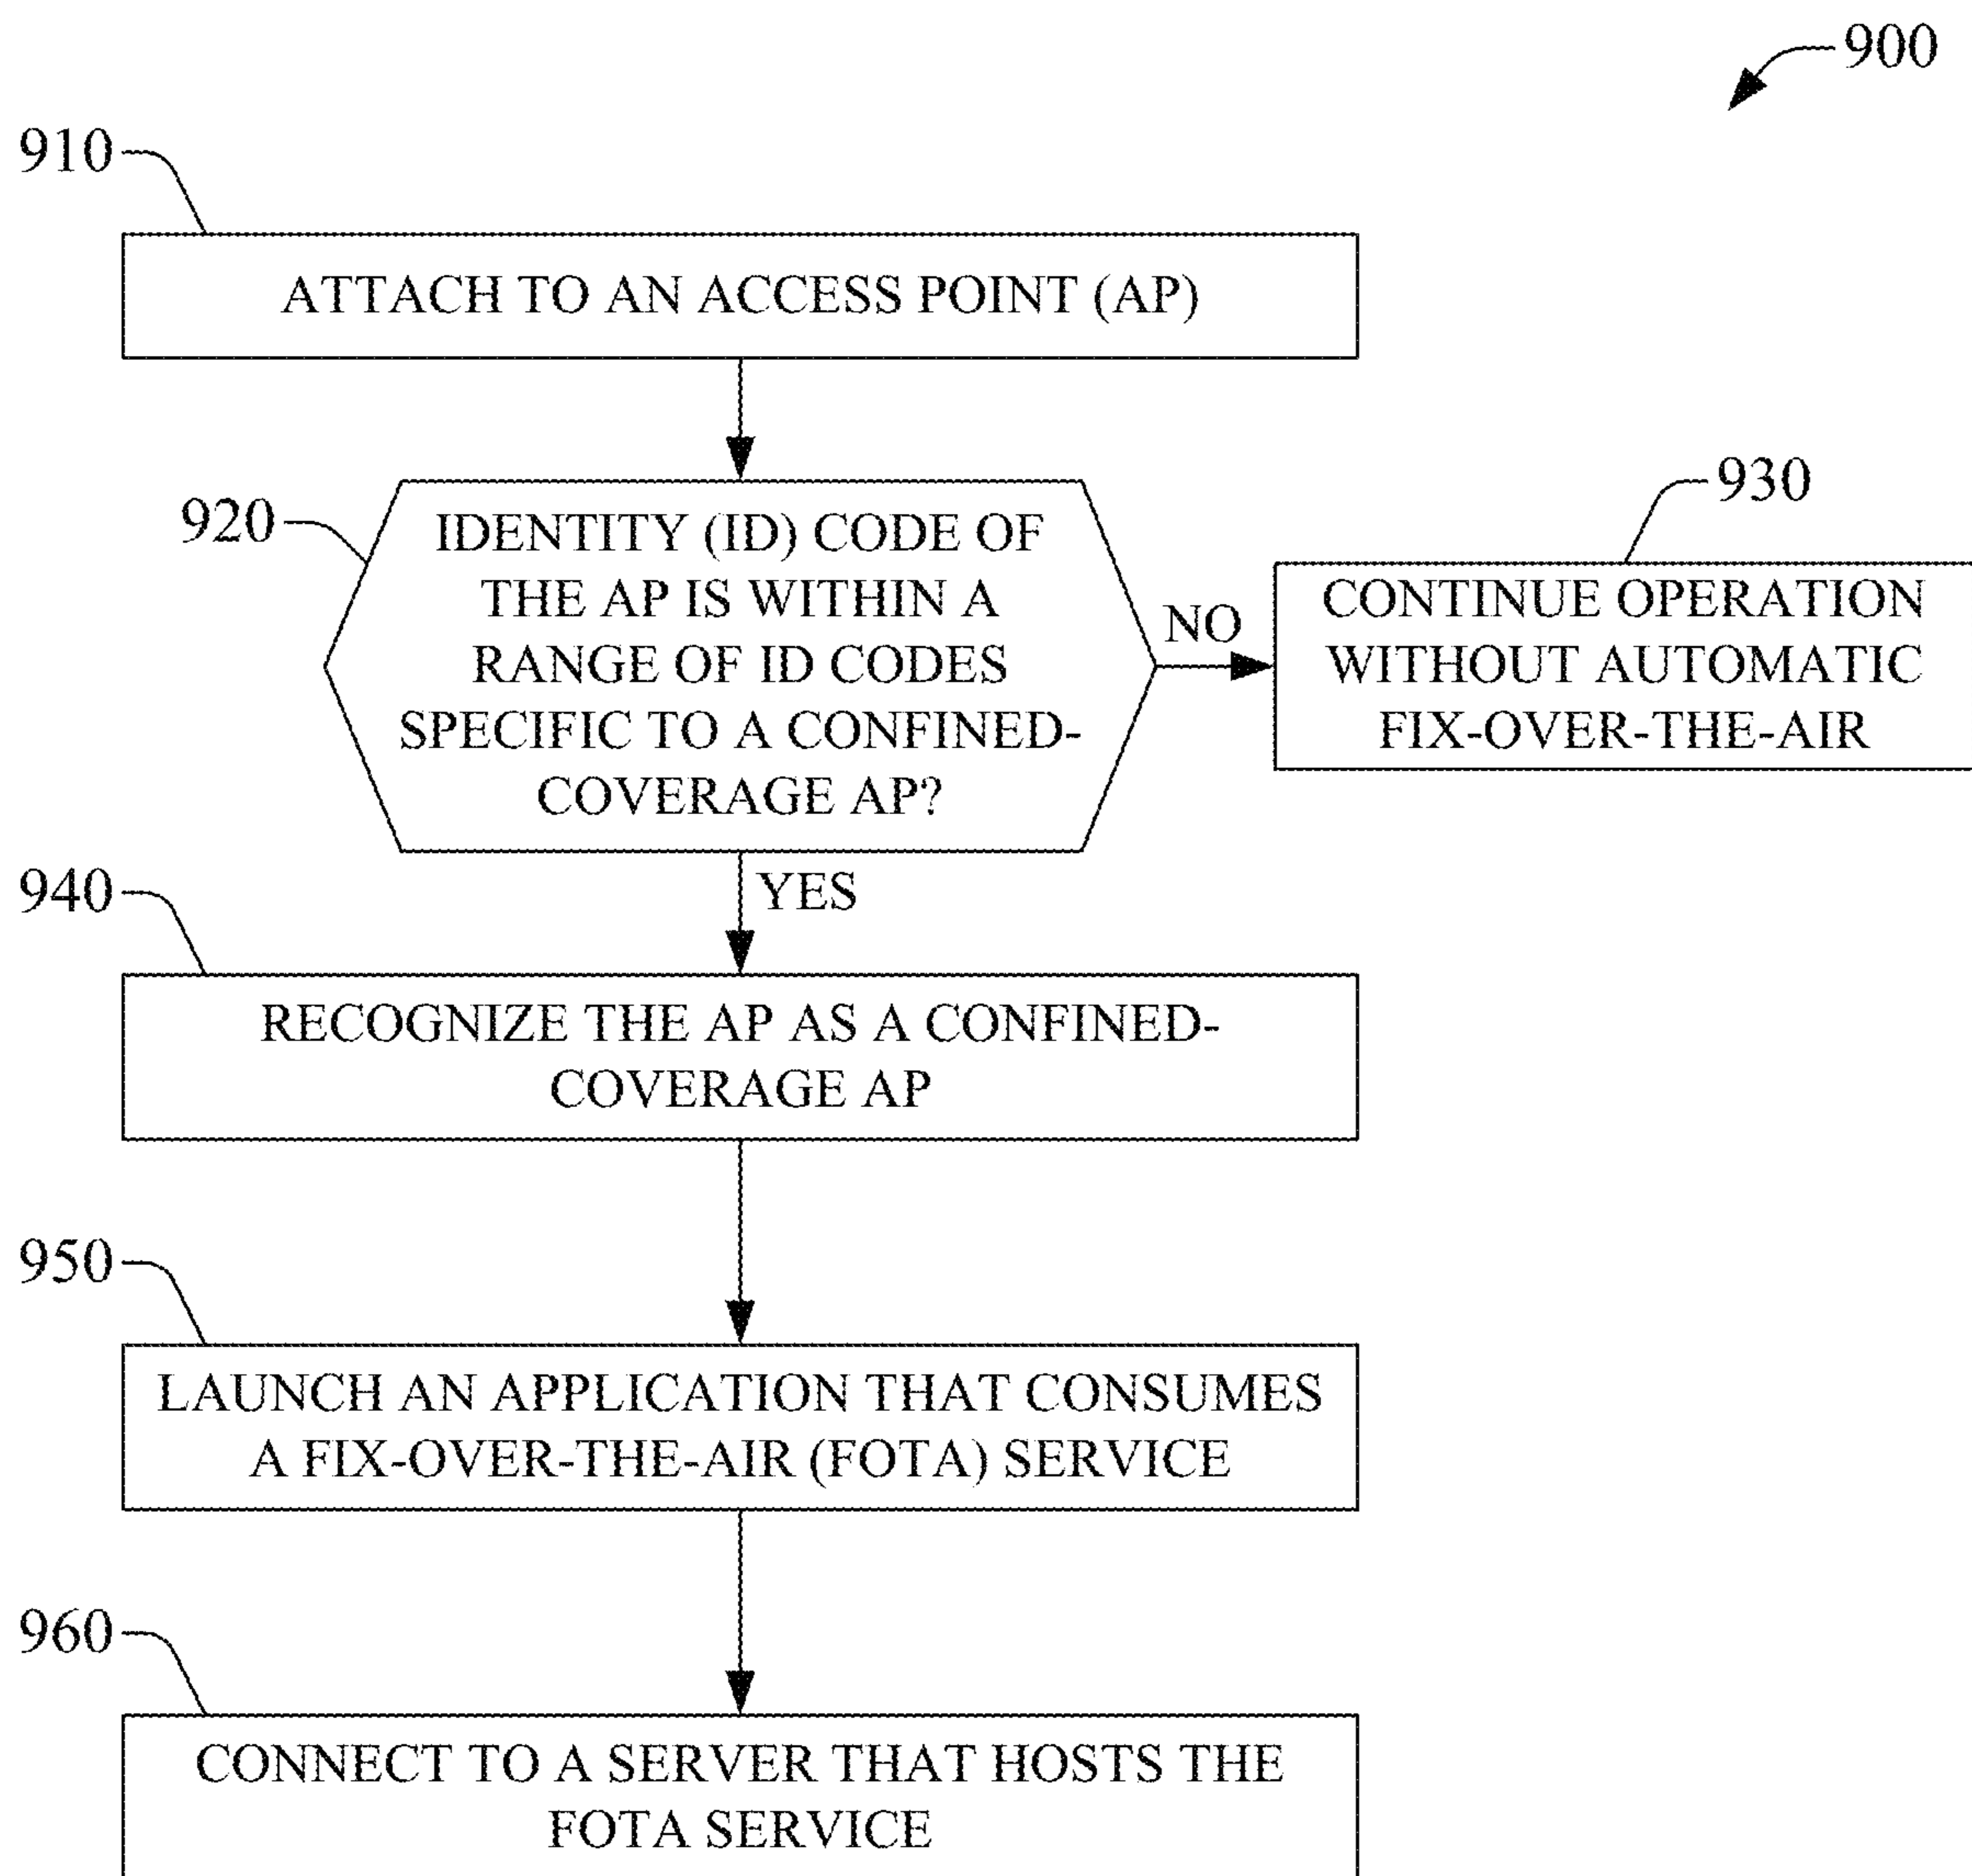 900
910
ATTACH TO AN ACCESS POINT (AP)
920
IDENTITY (ID) CODE OF
THE AP IS WITHIN A
RANGE OF ID CODES
SPECIFIC TO A CONFINED-
COVERAGE AP?
NO
930
CONTINUE OPERATION
WITHOUT AUTOMATIC
FIX-OVER-THE-AIR
YES
940
RECOGNIZE THE AP AS A CONFINED-
COVERAGE AP
950
LAUNCH AN APPLICATION THAT CONSUMES
A FIX-OVER-THE-AIR (FOTA) SERVICE
960
CONNECT TO A SERVER THAT HOSTS THE
FOTA SERVICE